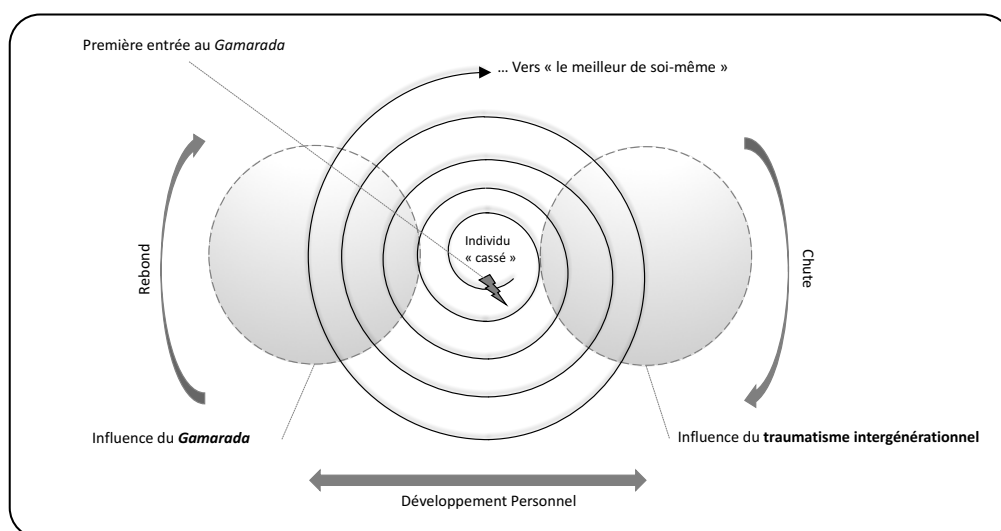 Première entrée au Gamarada
... Vers « le meilleur de soi-même »
Individu
« cassé »
Rebond
Chute
Influence du Gamarada
Influence du traumatisme intergénérationnel
Développement Personnel